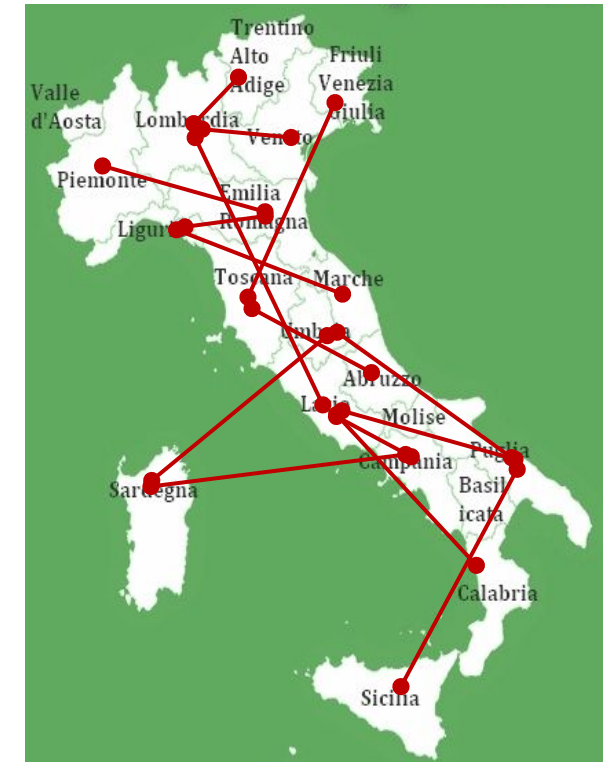 Trentino
Alto
Adige
Friuli
Venezia
Giulia
Valle
d'Aosta
Lombardia
Veneto
Piemonte
Emilia
Romagna
Liguria
Toscana
Marche
Umbria
Abruzzo
Lazio
Molise
Campania
Puglia
Basil
icata
Sardegna
Calabria
Sicilia